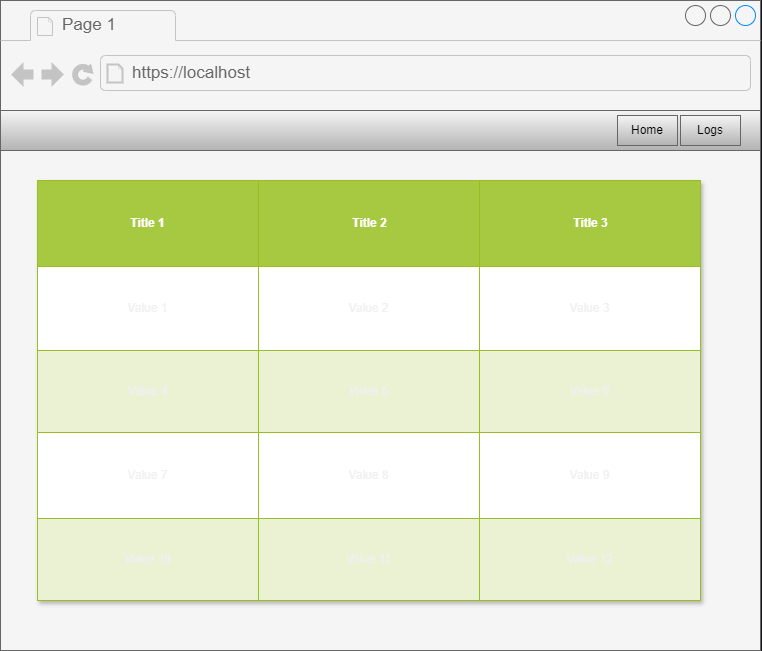 Page 1
https://localhost
Home Logs
Title 1 Title 2 Title 3
Value 1 Value 2 Value 3
Value 4 Value 5 Value 6
Value 7 Value 8 Value 9
Value 10 Value 11 Value 12